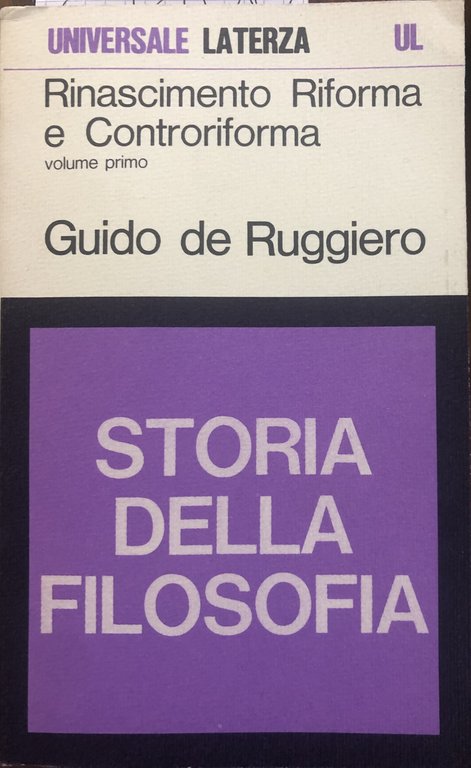 UNIVERSALE LATERZA UL
Rinascimento Riforma
e Controriforma
volume primo
Guido de Ruggiero
STORIA
DELLA
FILOSOFIA